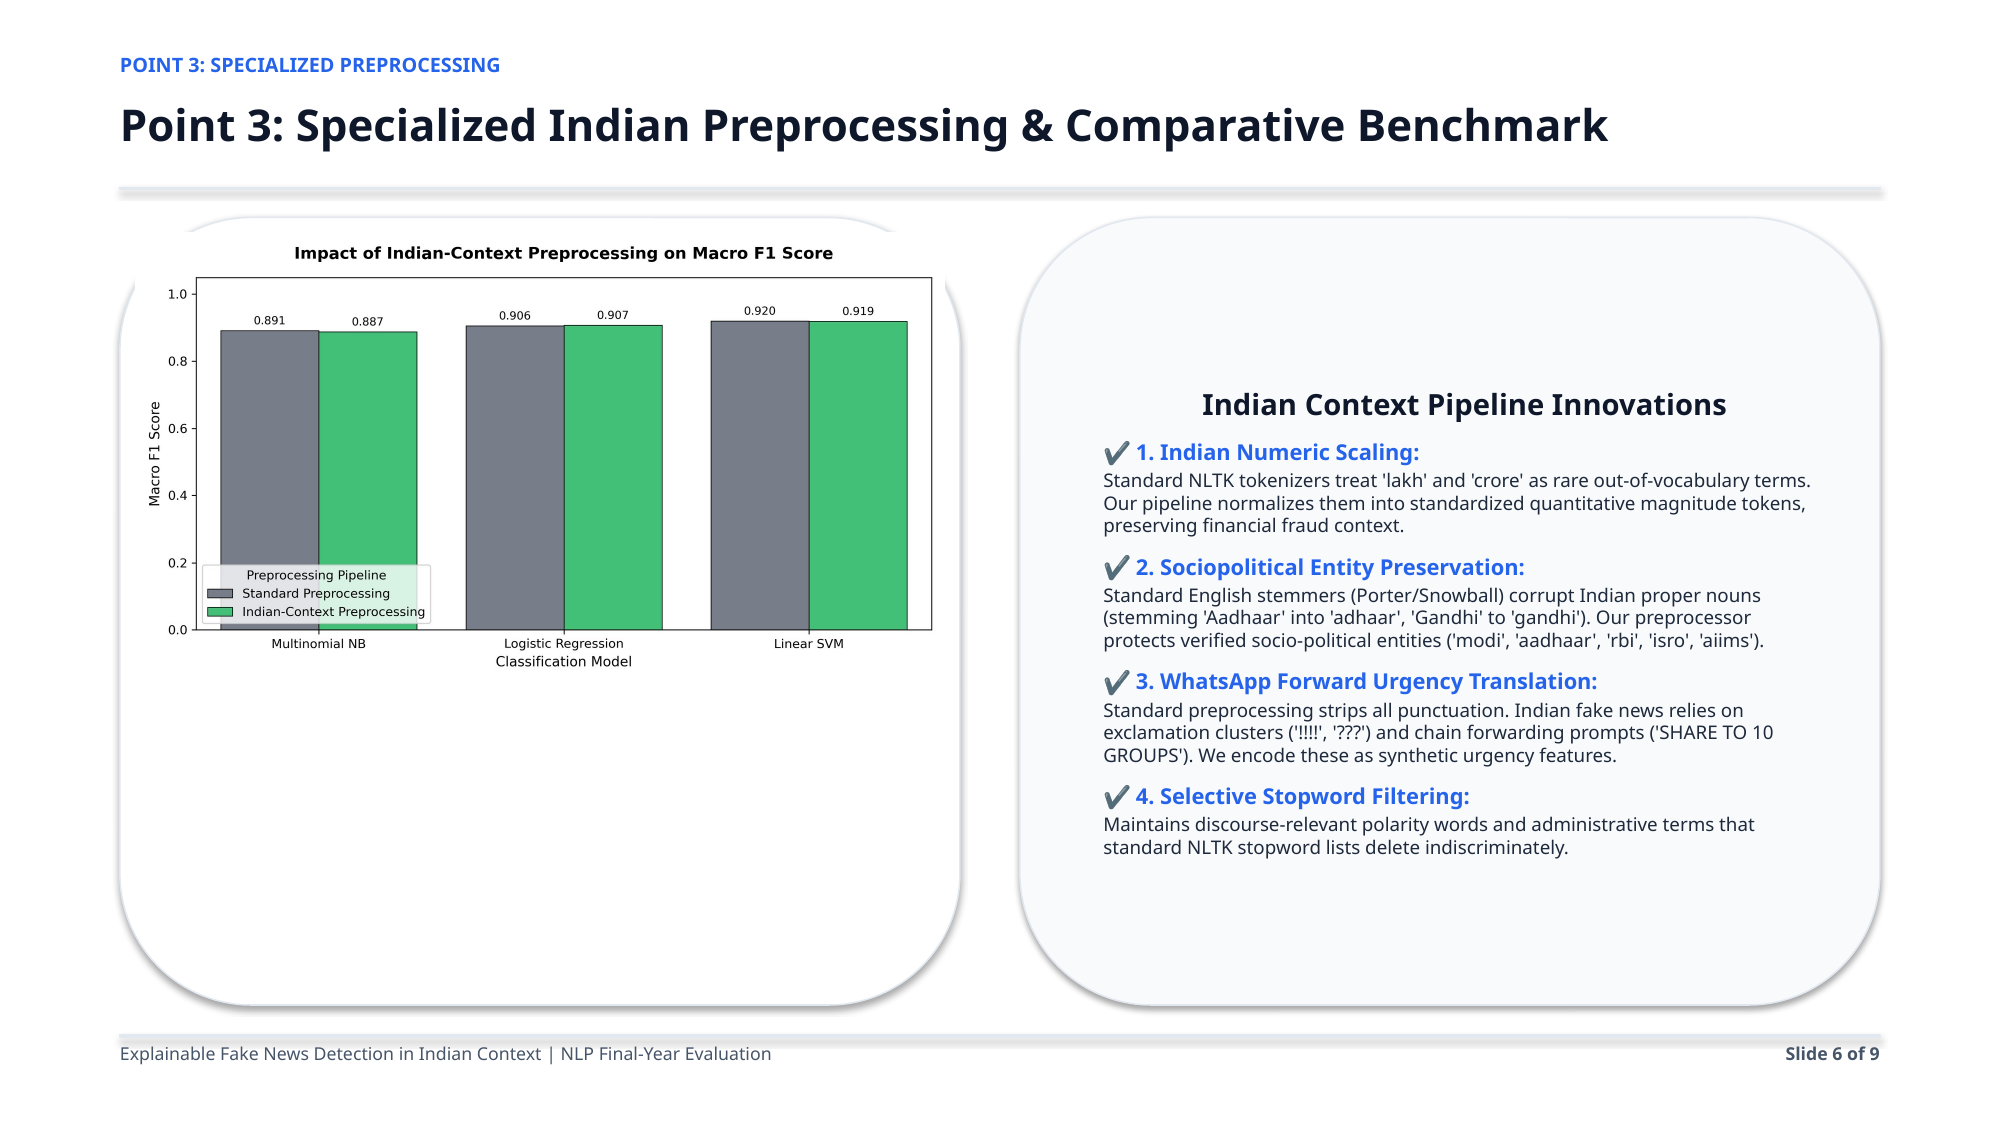 POINT 3: SPECIALIZED PREPROCESSING
Point 3: Specialized Indian Preprocessing & Comparative Benchmark
Impact of Indian-Context Preprocessing on Macro F1 Score
Macro F1 Score
1.0
0.8
0.6
0.4
0.2
0.0
0.891
0.887
0.906
0.907
0.920
0.919
Preprocessing Pipeline
Standard Preprocessing
Indian-Context Preprocessing
Multinomial NB
Logistic Regression
Linear SVM
Classification Model
Indian Context Pipeline Innovations
✔ 1. Indian Numeric Scaling:
Standard NLTK tokenizers treat 'lakh' and 'crore' as rare out-of-vocabulary terms.
Our pipeline normalizes them into standardized quantitative magnitude tokens,
preserving financial fraud context.
✔ 2. Sociopolitical Entity Preservation:
Standard English stemmers (Porter/Snowball) corrupt Indian proper nouns
(stemming 'Aadhaar' into 'adhaar', 'Gandhi' to 'gandhi'). Our preprocessor
protects verified socio-political entities ('modi', 'aadhaar', 'rbi', 'isro', 'aiims').
✔ 3. WhatsApp Forward Urgency Translation:
Standard preprocessing strips all punctuation. Indian fake news relies on
exclamation clusters ('!!!!', '???') and chain forwarding prompts ('SHARE TO 10
GROUPS'). We encode these as synthetic urgency features.
✔ 4. Selective Stopword Filtering:
Maintains discourse-relevant polarity words and administrative terms that
standard NLTK stopword lists delete indiscriminately.
Explainable Fake News Detection in Indian Context | NLP Final-Year Evaluation
Slide 6 of 9